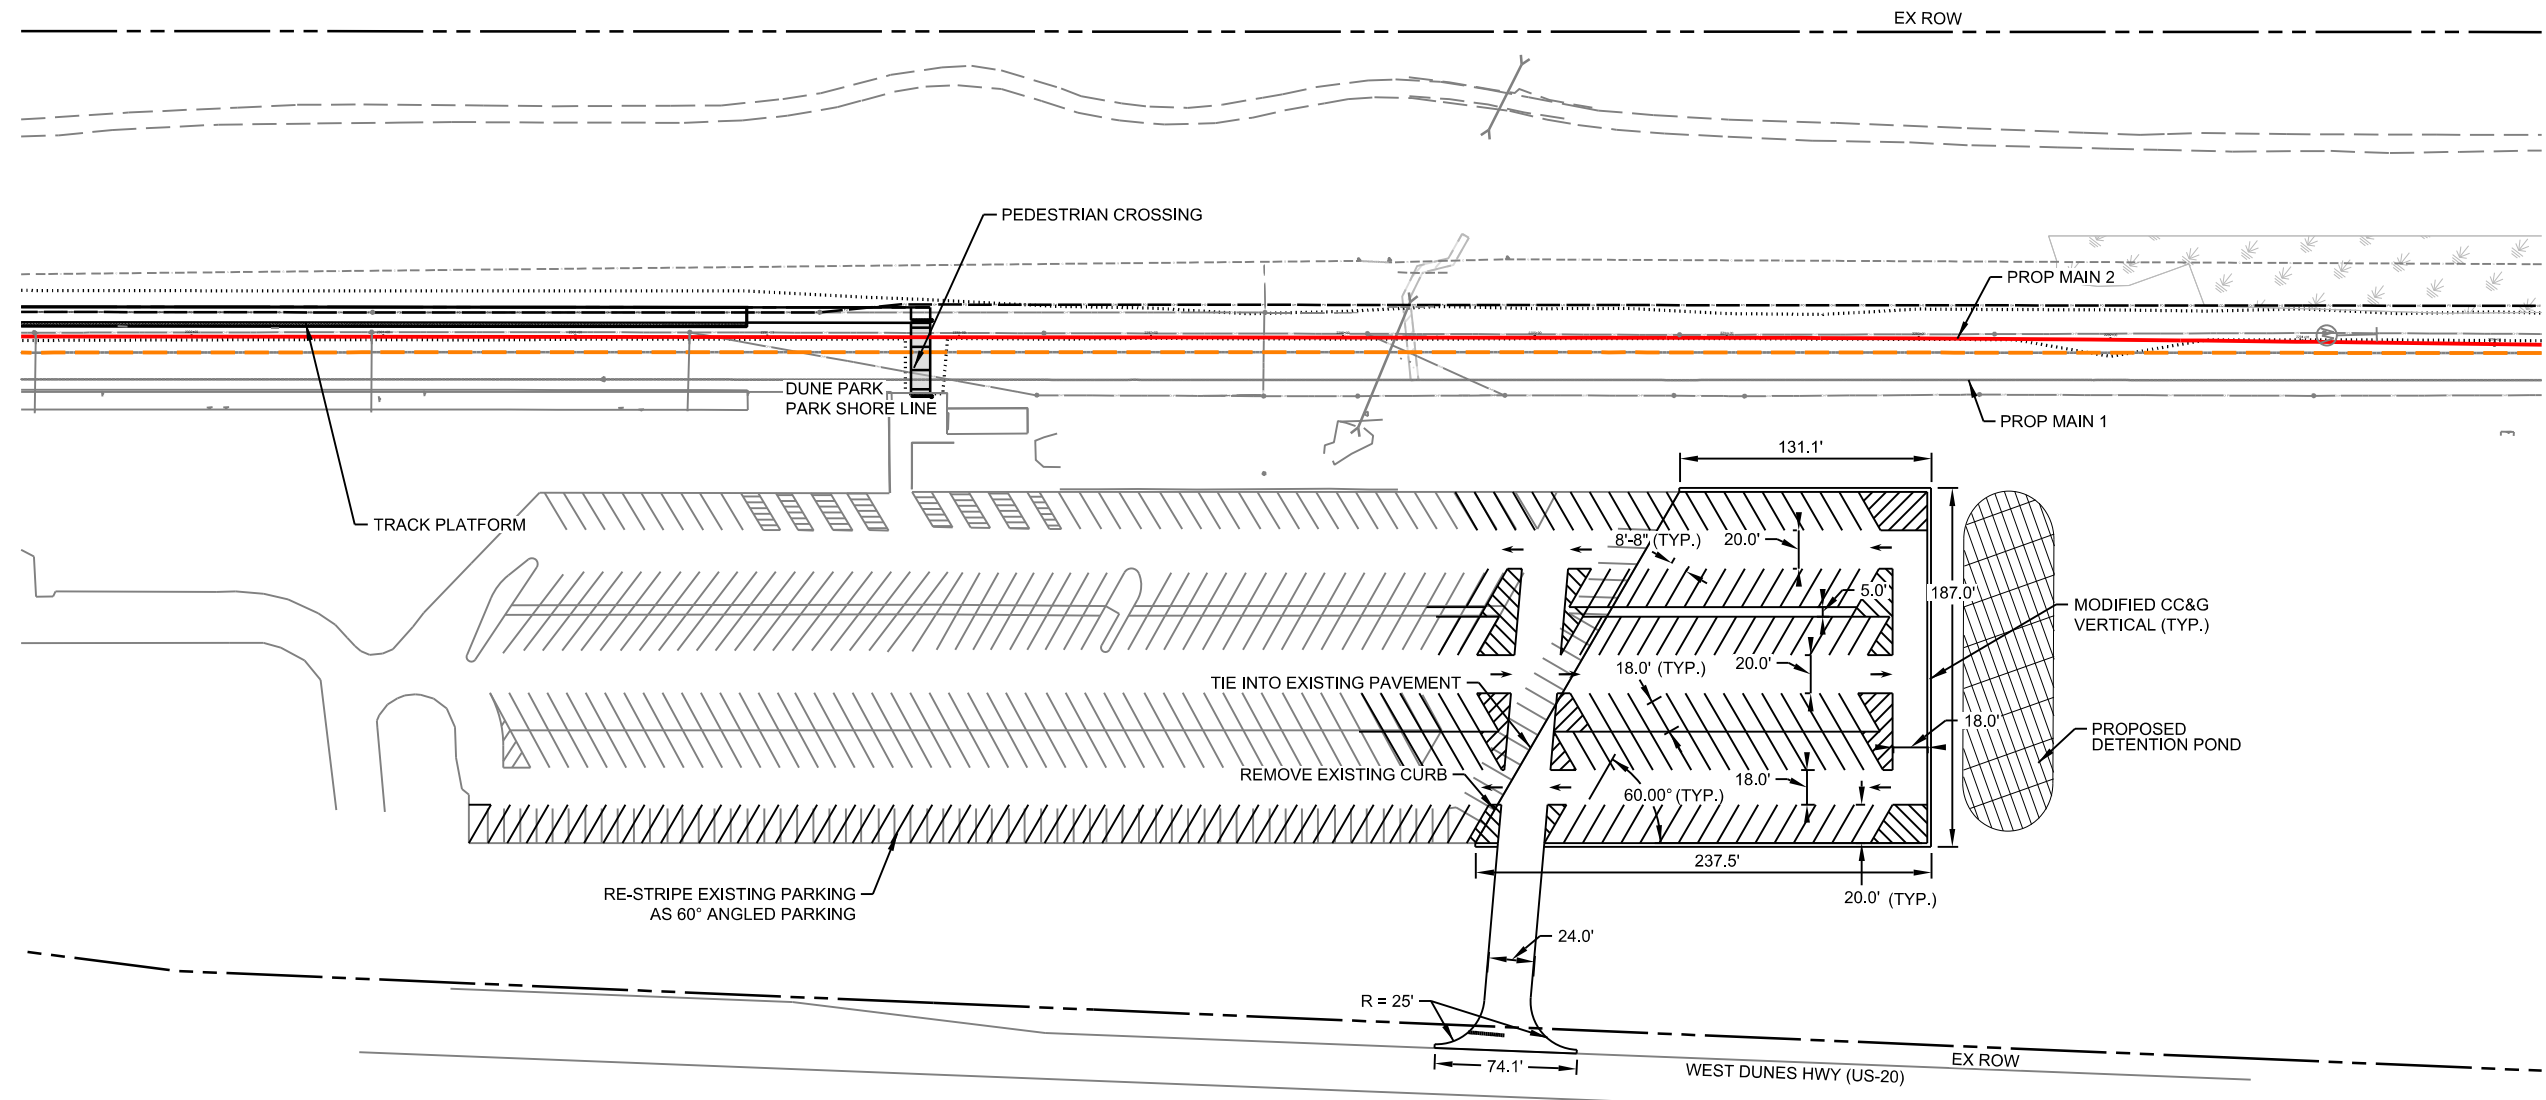 EX ROW
PEDESTRIAN CROSSING
PROP MAIN 2
DUNE PARK
PARK SHORE LINE
PROP MAIN 1
131.1'
TRACK PLATFORM
8'-8" (TYP.)
20.0'
5.0'
187.0'
MODIFIED CC&G
VERTICAL (TYP.)
18.0' (TYP.)
20.0'
TIE INTO EXISTING PAVEMENT
18.0'
PROPOSED
DETENTION POND
REMOVE EXISTING CURB
18.0'
60.00° (TYP.)
237.5'
RE-STRIPE EXISTING PARKING
AS 60° ANGLED PARKING
20.0' (TYP.)
24.0'
R = 25'
EX ROW
74.1'
WEST DUNES HWY (US-20)